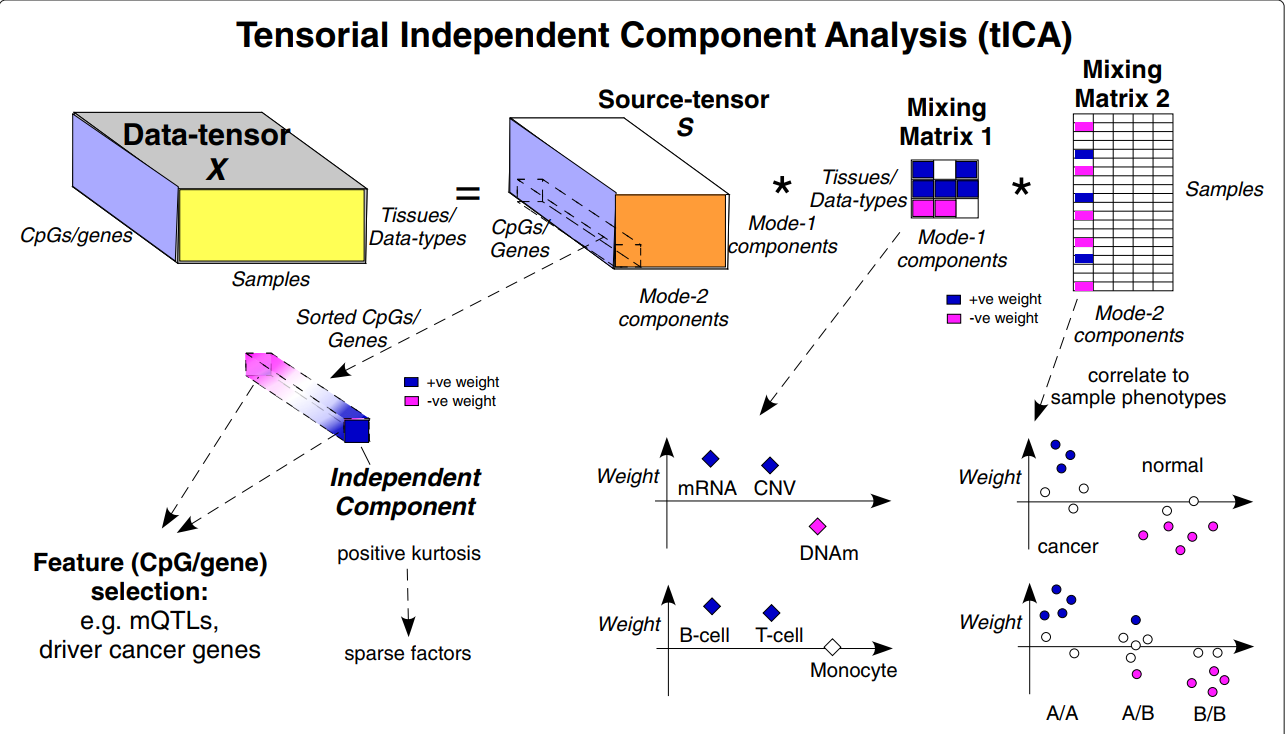 Tensorial Independent Component Analysis (tICA)
Data-tensor
X
CpGs/genes
Samples
Tissues/
Data-types
=
Source-tensor
S
CpGs/
Genes
Mode-2
components
Mode-1
components
*
Mixing
Matrix 1
Tissues/
Data-types
Mode-1
components
+ve weight
-ve weight
*
Mixing
Matrix 2
Samples
Mode-2
components
correlate to
sample phenotypes
Sorted CpGs/
Genes
+ve weight
-ve weight
Independent
Component
positive kurtosis
sparse factors
Feature (CpG/gene)
selection:
e.g. mQTLs,
driver cancer genes
Weight
mRNA CNV
DNAm
Weight
B-cell T-cell
Monocyte
Weight
normal
cancer
Weight
A/A A/B B/B